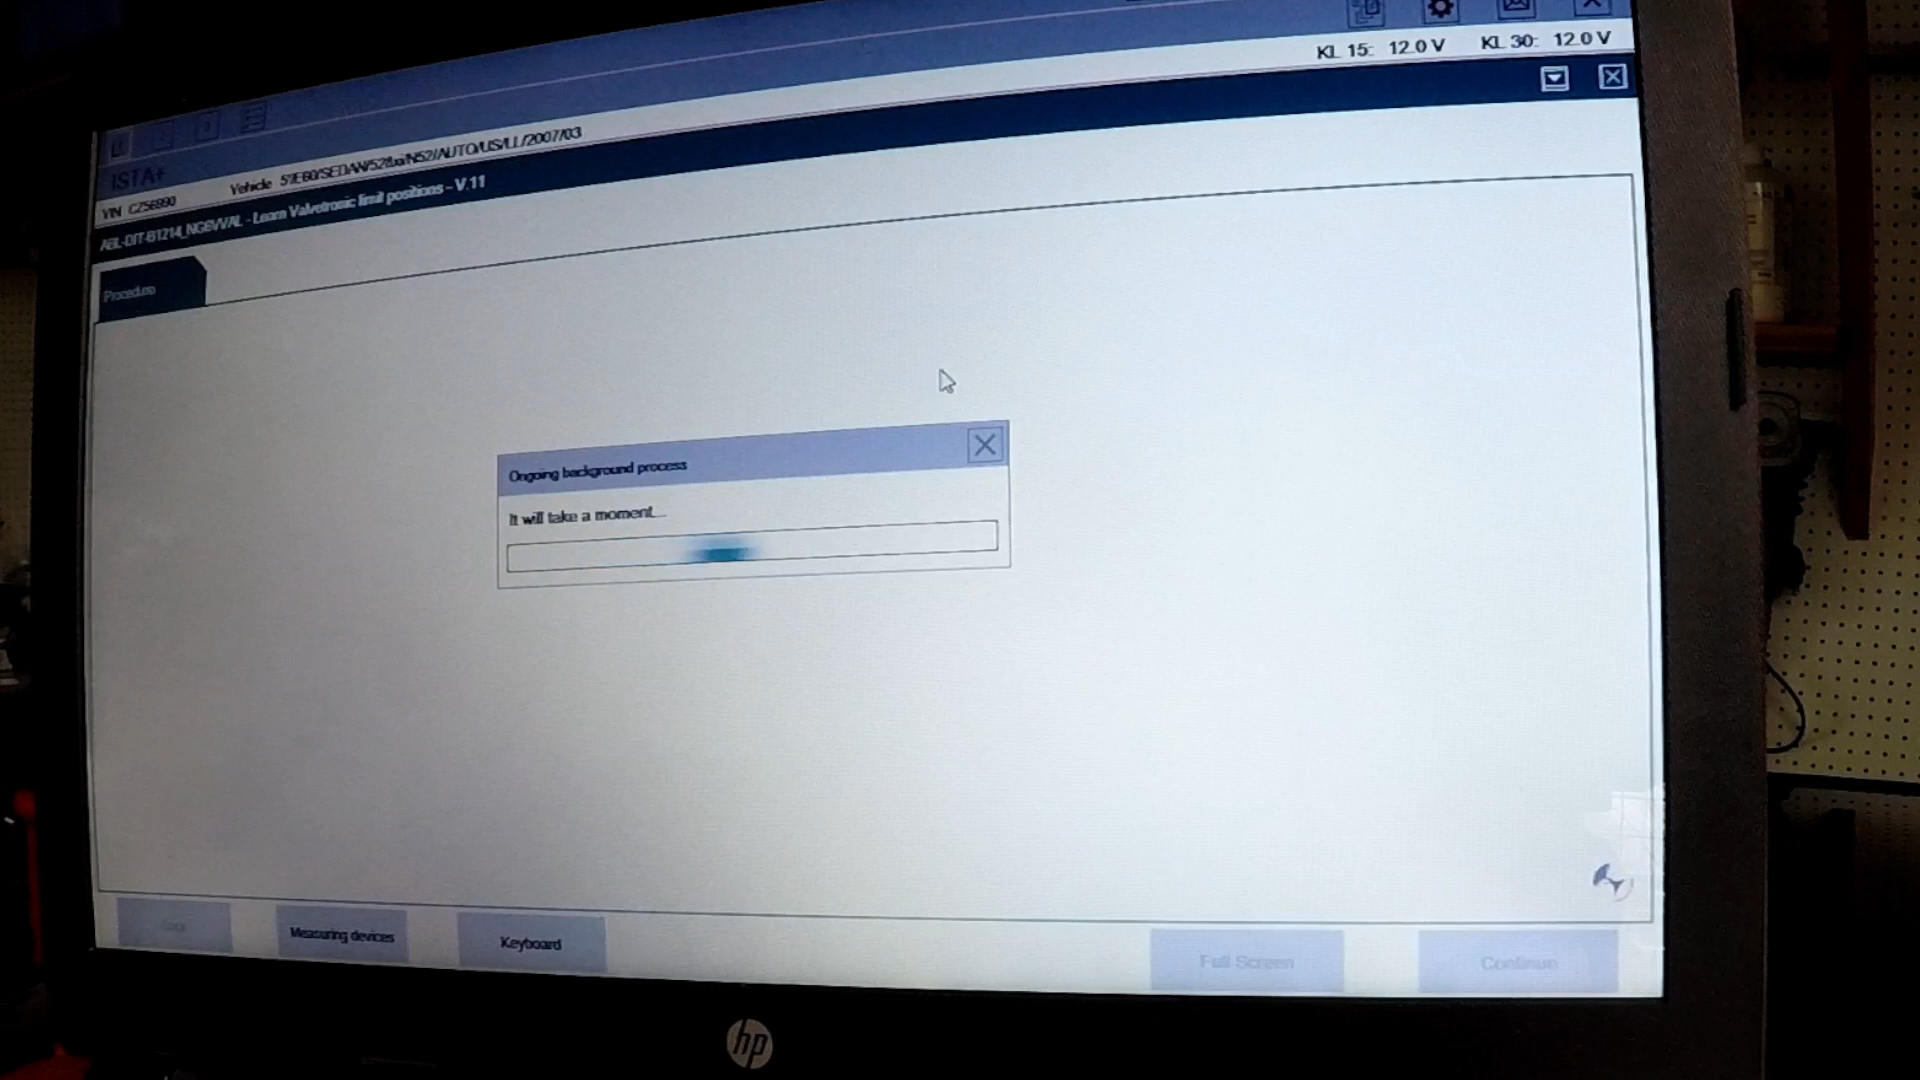 KL 15: 12.0 V KL 30: 12.0 V
ISTA+
VIN CZ56890 Vehicle 5'/E60/SEDAN/528xi/N52/AUTO/US/LL/2007/03
ABL-DIT-B1214_NG6VVAL - Learn Valvetronic limit positions - V.11
Procedure
Ongoing background process
It will take a moment...
Measuring devices
Keyboard
Full Screen
Continue
hp